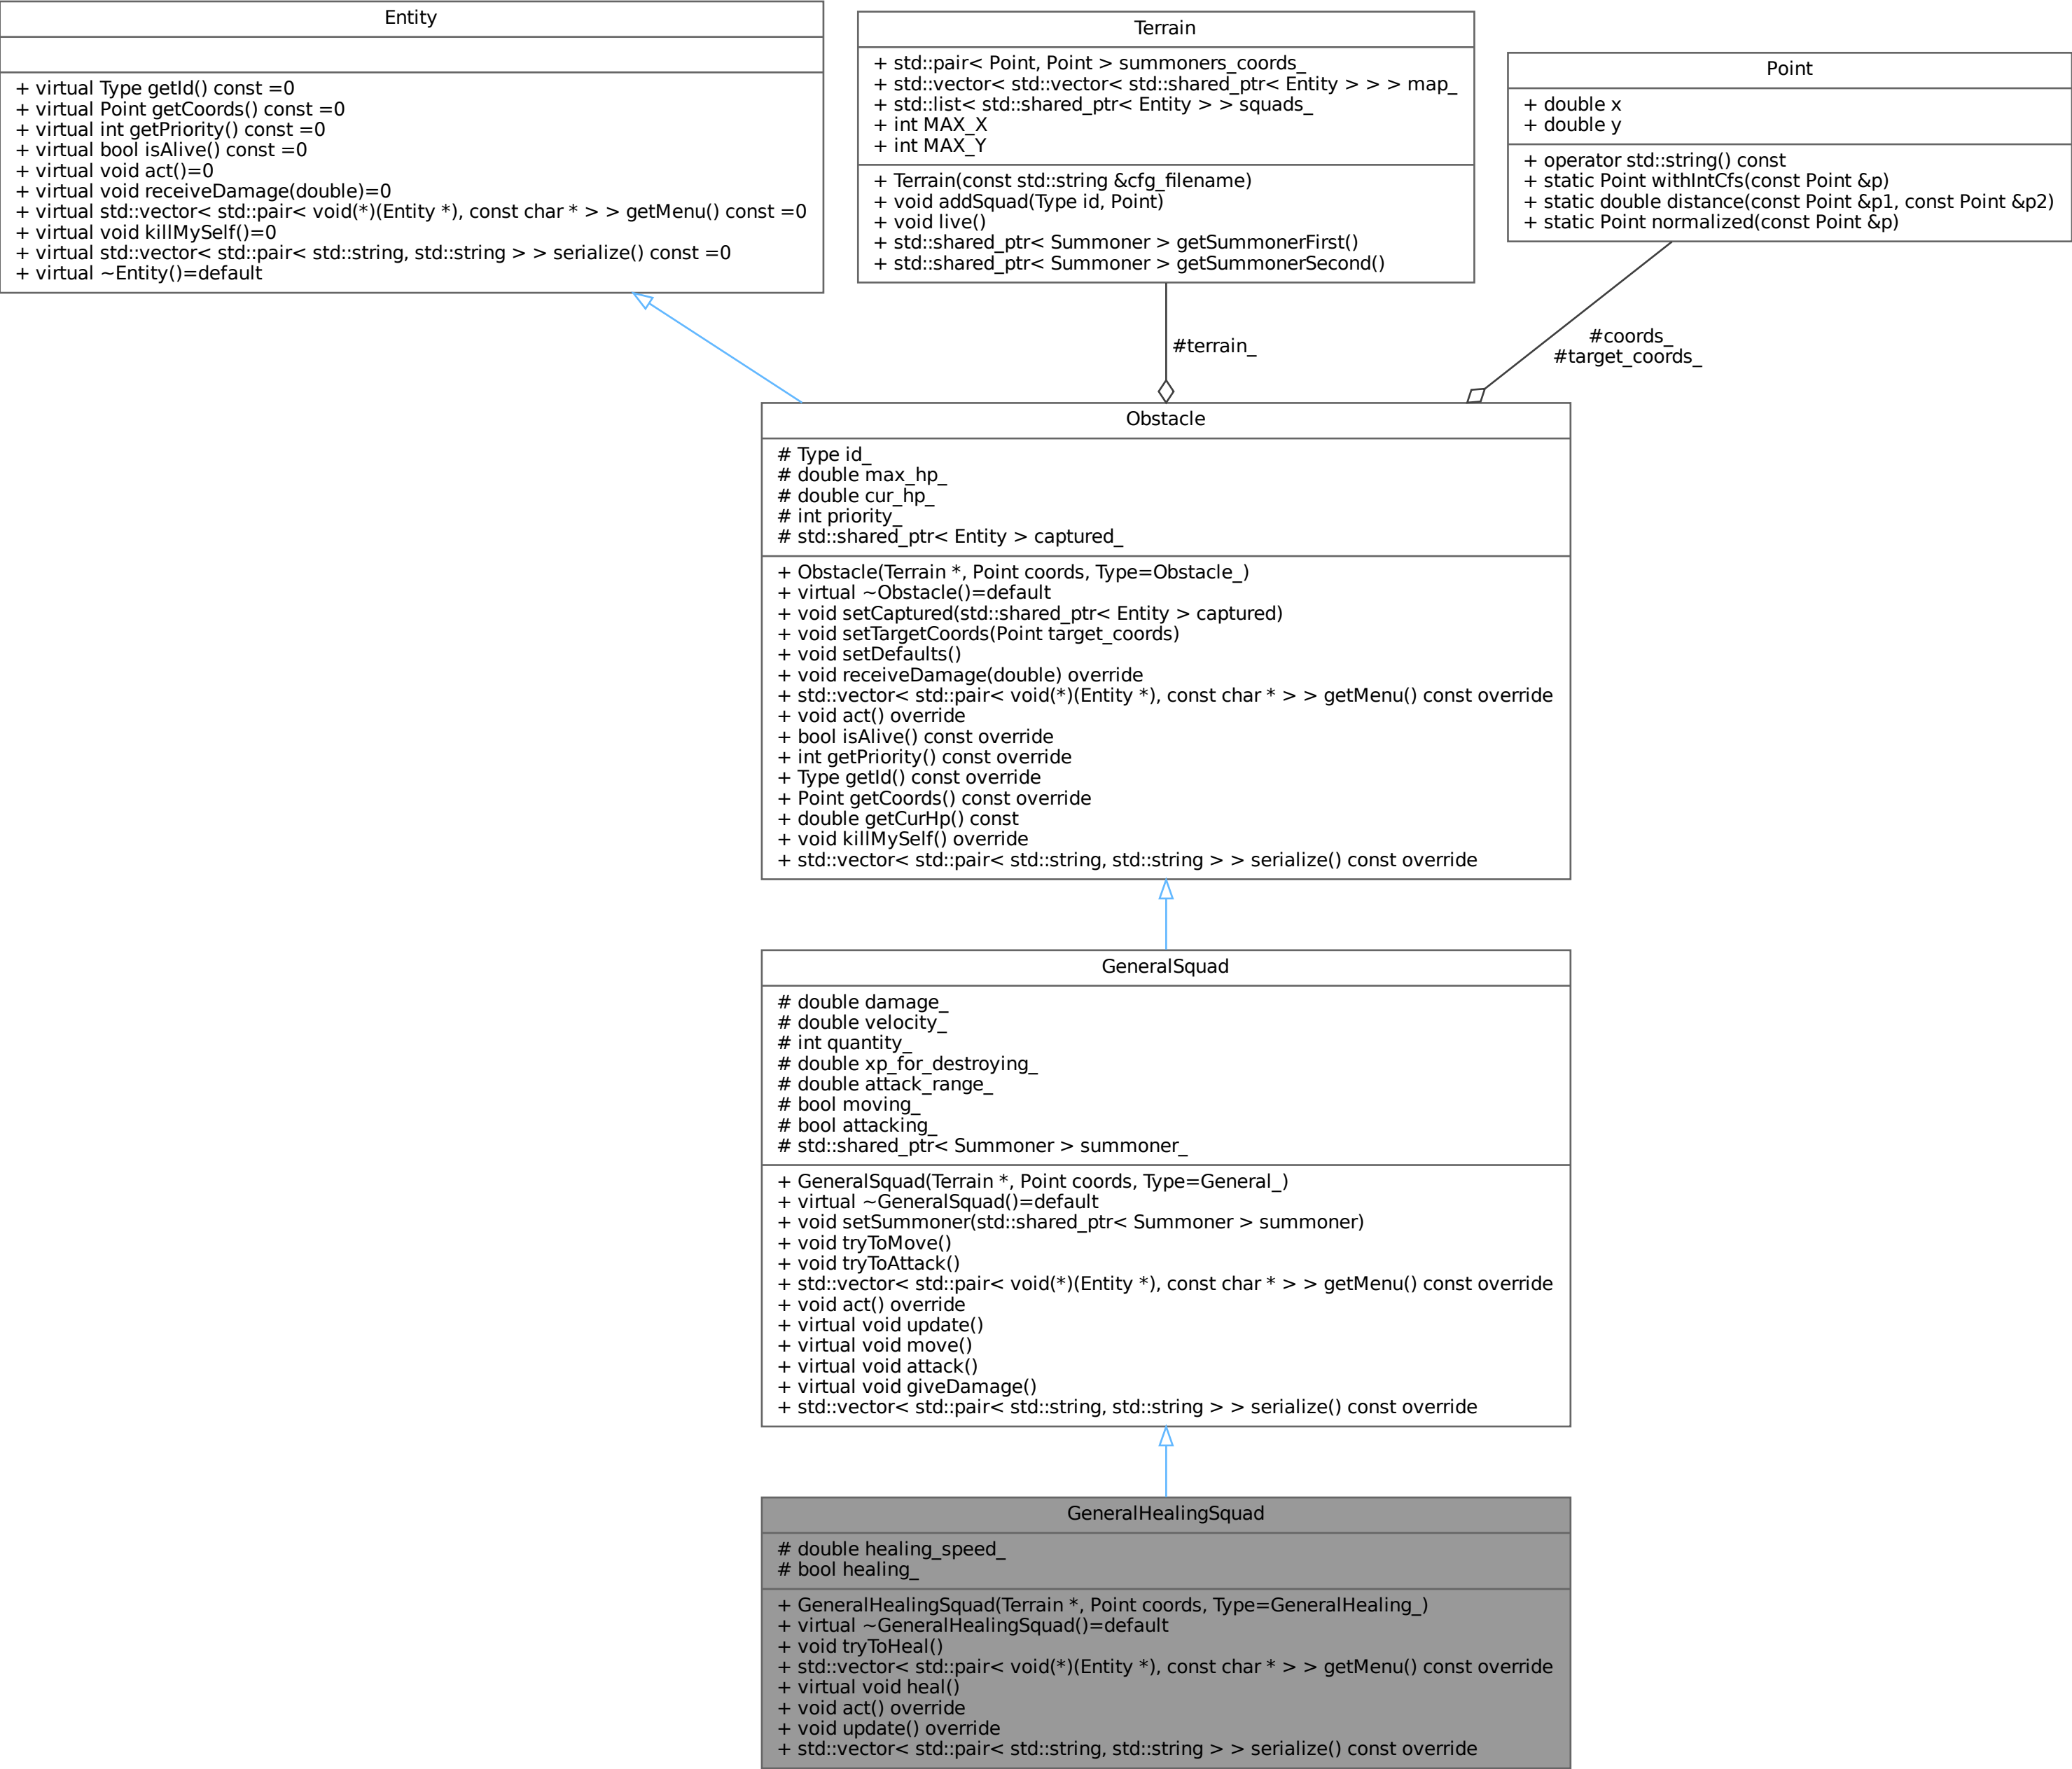 Entity
+ virtual Type getId() const =0
+ virtual Point getCoords() const =0
+ virtual int getPriority() const =0
+ virtual bool isAlive() const =0
+ virtual void act()=0
+ virtual void receiveDamage(double)=0
+ virtual std::vector< std::pair< void(*)(Entity *), const char * > > getMenu() const =0
+ virtual void killMySelf()=0
+ virtual std::vector< std::pair< std::string, std::string > > serialize() const =0
+ virtual ~Entity()=default
Terrain
+ std::pair< Point, Point > summoners_coords_
+ std::vector< std::vector< std::shared_ptr< Entity > > > map_
+ std::list< std::shared_ptr< Entity > > squads_
+ int MAX_X
+ int MAX_Y
+ Terrain(const std::string &cfg_filename)
+ void addSquad(Type id, Point)
+ void live()
+ std::shared_ptr< Summoner > getSummonerFirst()
+ std::shared_ptr< Summoner > getSummonerSecond()
Point
+ double x
+ double y
+ operator std::string() const
+ static Point withIntCfs(const Point &p)
+ static double distance(const Point &p1, const Point &p2)
+ static Point normalized(const Point &p)
#terrain_
#coords_
#target_coords_
Obstacle
# Type id_
# double max_hp_
# double cur_hp_
# int priority_
# std::shared_ptr< Entity > captured_
+ Obstacle(Terrain *, Point coords, Type=Obstacle_)
+ virtual ~Obstacle()=default
+ void setCaptured(std::shared_ptr< Entity > captured)
+ void setTargetCoords(Point target_coords)
+ void setDefaults()
+ void receiveDamage(double) override
+ std::vector< std::pair< void(*)(Entity *), const char * > > getMenu() const override
+ void act() override
+ bool isAlive() const override
+ int getPriority() const override
+ Type getId() const override
+ Point getCoords() const override
+ double getCurHp() const
+ void killMySelf() override
+ std::vector< std::pair< std::string, std::string > > serialize() const override
GeneralSquad
# double damage_
# double velocity_
# int quantity_
# double xp_for_destroying_
# double attack_range_
# bool moving_
# bool attacking_
# std::shared_ptr< Summoner > summoner_
+ GeneralSquad(Terrain *, Point coords, Type=General_)
+ virtual ~GeneralSquad()=default
+ void setSummoner(std::shared_ptr< Summoner > summoner)
+ void tryToMove()
+ void tryToAttack()
+ std::vector< std::pair< void(*)(Entity *), const char * > > getMenu() const override
+ void act() override
+ virtual void update()
+ virtual void move()
+ virtual void attack()
+ virtual void giveDamage()
+ std::vector< std::pair< std::string, std::string > > serialize() const override
GeneralHealingSquad
# double healing_speed_
# bool healing_
+ GeneralHealingSquad(Terrain *, Point coords, Type=GeneralHealing_)
+ virtual ~GeneralHealingSquad()=default
+ void tryToHeal()
+ std::vector< std::pair< void(*)(Entity *), const char * > > getMenu() const override
+ virtual void heal()
+ void act() override
+ void update() override
+ std::vector< std::pair< std::string, std::string > > serialize() const override